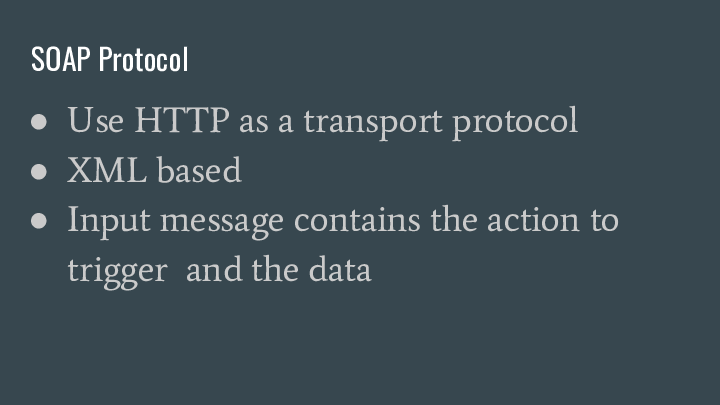 SOAP Protocol
● Use HTTP as a transport protocol
● XML based
● Input message contains the action to
trigger  and the data